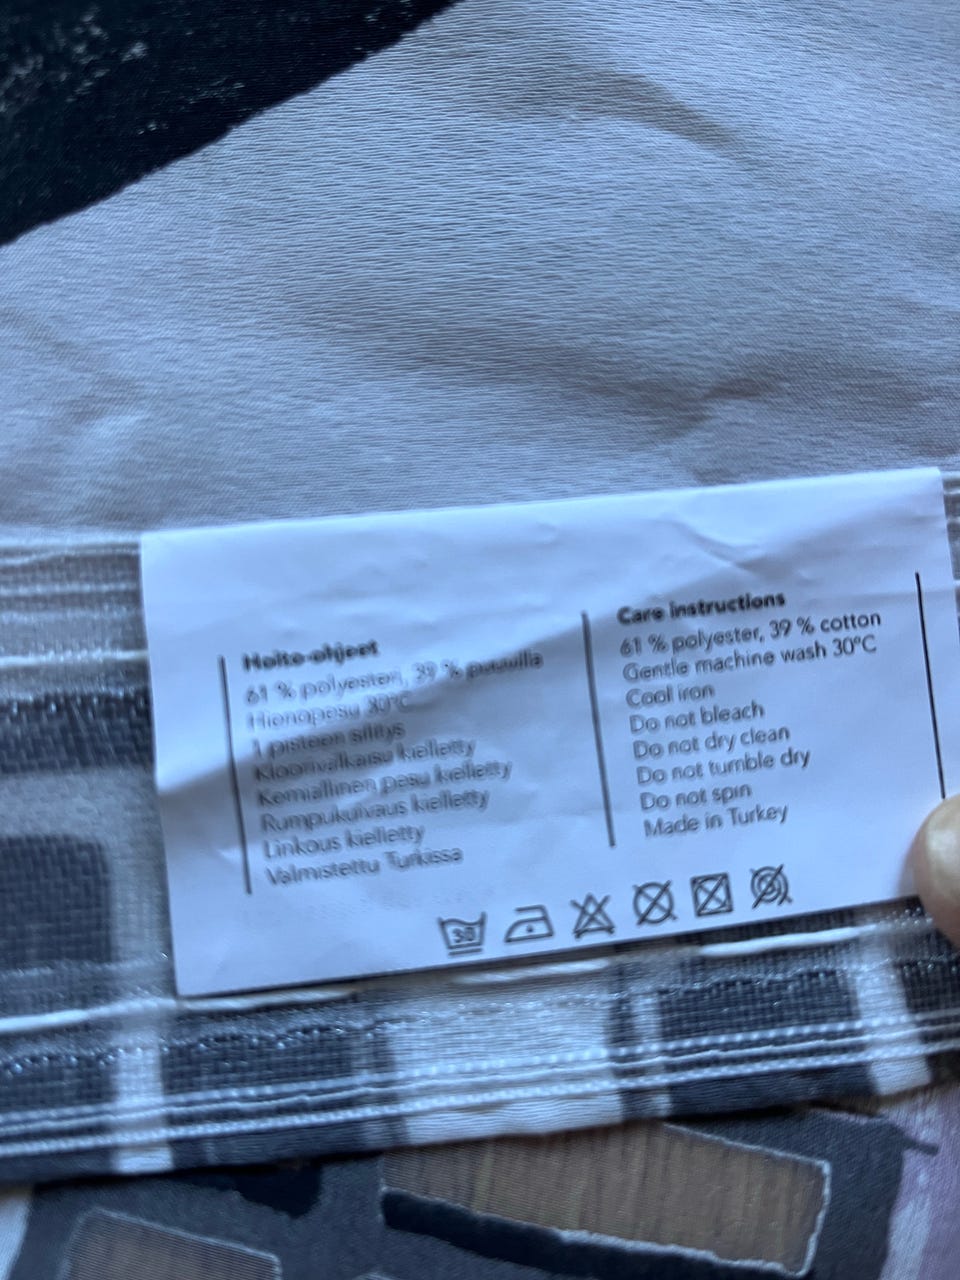 Hoito-ohjeet
61 % polyesteri, 39 % puuvilla
Hienopesu 30°C
1 pisteen silitys
Kloorivalkaisu kielletty
Kemiallinen pesu kielletty
Rumpukuivaus kielletty
Linkous kielletty
Valmistettu Turkissa
Care instructions
61 % polyester, 39 % cotton
Gentle machine wash 30°C
Cool iron
Do not bleach
Do not dry clean
Do not tumble dry
Do not spin
Made in Turkey
30